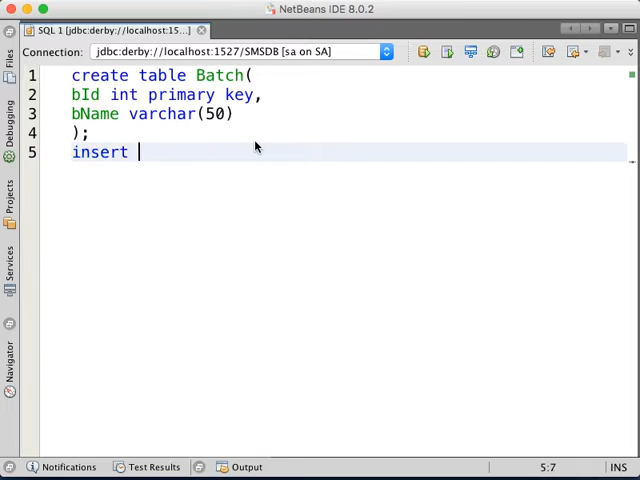 NetBeans IDE 8.0.2
SQL 1 [jdbc:derby://localhost:15...]
Connection: jdbc:derby://localhost:1527/SMSDB [sa on SA]
Files
Debugging
Projects
Services
Navigator
1 create table Batch(
2 bId int primary key,
3 bName varchar(50)
4 );
5 insert
Notifications Test Results Output 5:7 INS